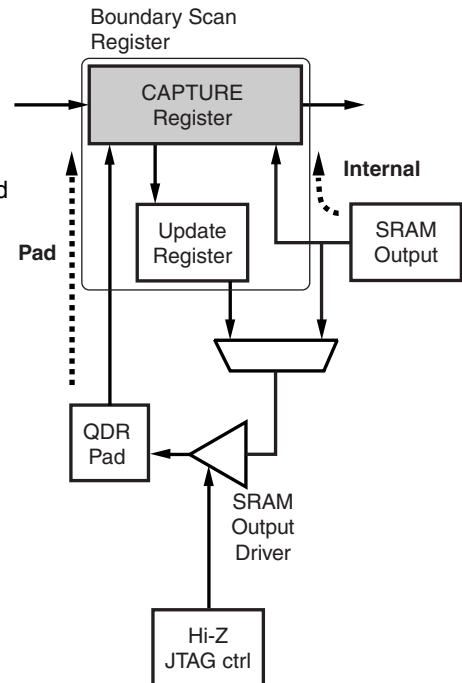 Boundary Scan
Register
CAPTURE
Register
d
Internal
Pad
Update
Register
SRAM
Output
QDR
Pad
SRAM
Output
Driver
Hi-Z
JTAG ctrl